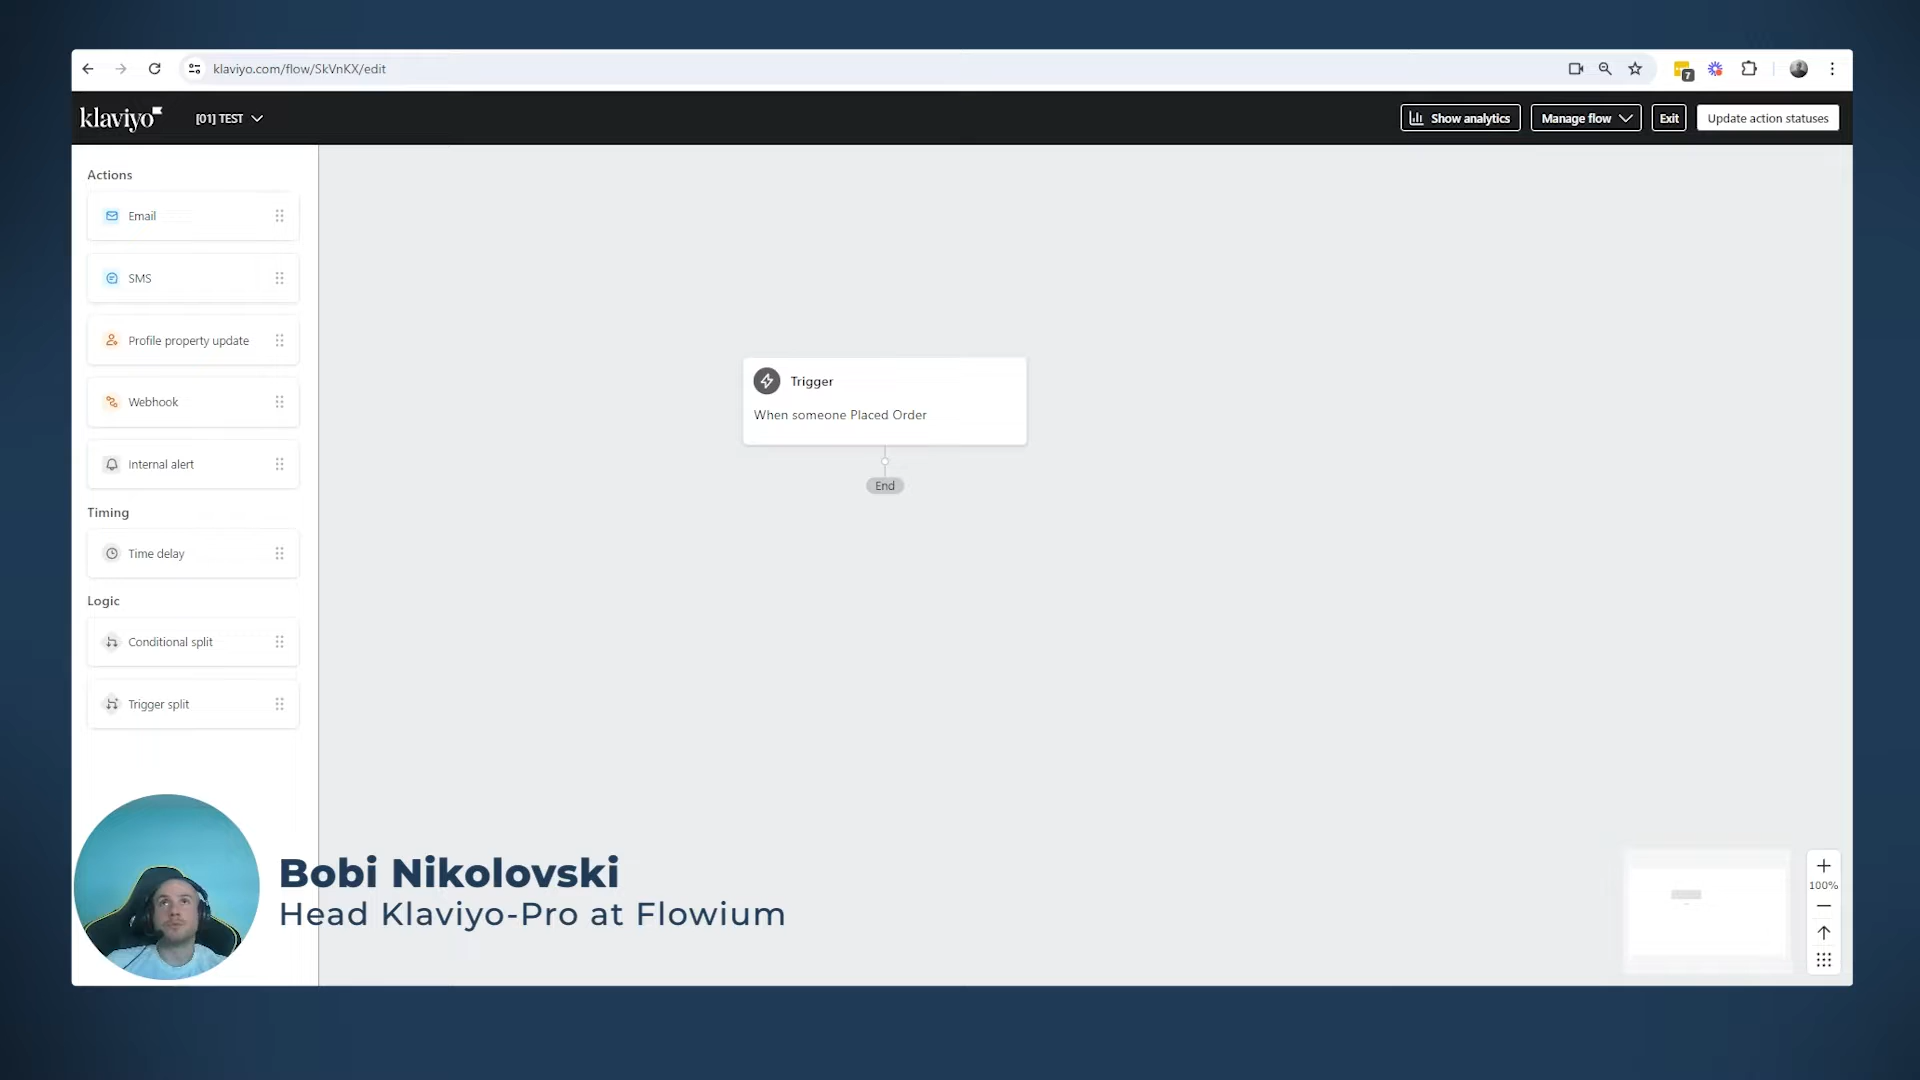 klaviyo.com/flow/SkVnKX/edit
7
klaviyo
[01] TEST
Show analytics
Manage flow
Exit
Update action statuses
Actions
Email
SMS
Profile property update
Webhook
Internal alert
Timing
Time delay
Logic
Conditional split
Trigger split
Trigger
When someone Placed Order
End
Bobi Nikolovski
Head Klaviyo-Pro at Flowium
100%